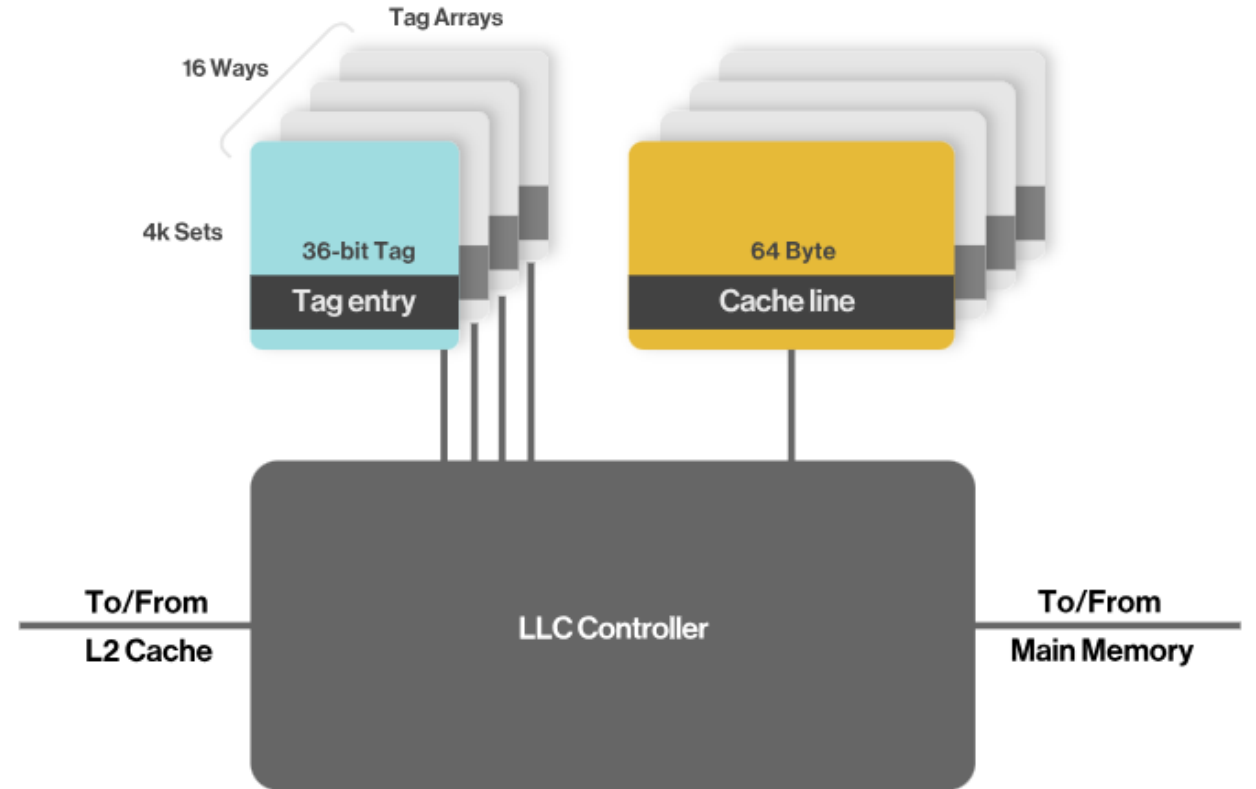 Tag Arrays
16 Ways
4k Sets
36-bit Tag
Tag entry
64 Byte
Cache line
To/From
L2 Cache
LLC Controller
To/From
Main Memory